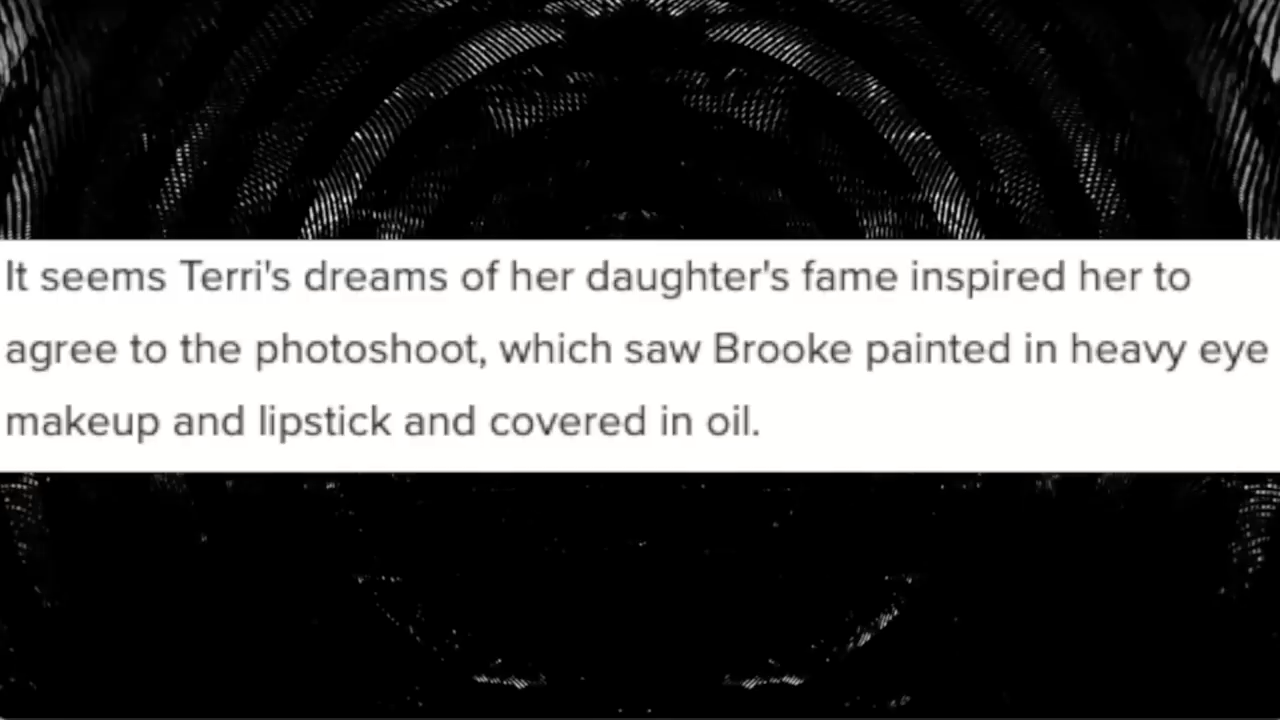 It seems Terri's dreams of her daughter's fame inspired her to
agree to the photoshoot, which saw Brooke painted in heavy eye
makeup and lipstick and covered in oil.